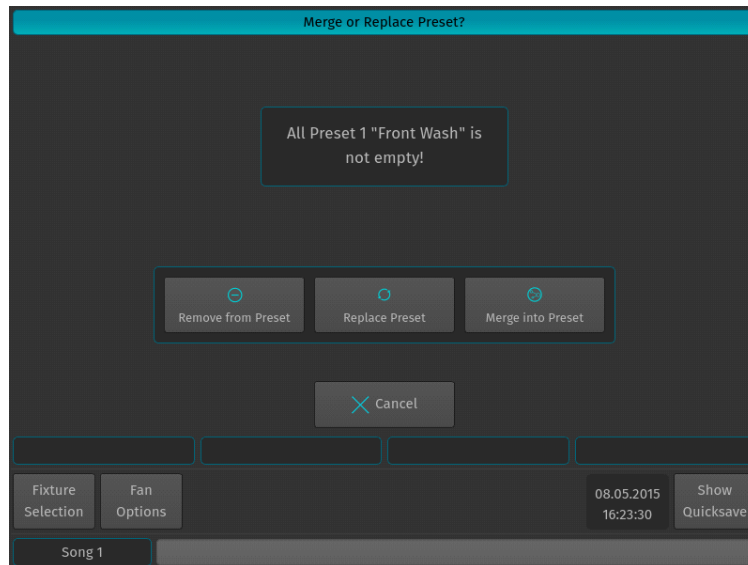 Merge or Replace Preset?
All Preset 1 "Front Wash" is
not empty!
Remove from Preset
Replace Preset
Merge into Preset
Cancel
Fixture
Selection
Fan
Options
08.05.2015
16:23:30
Show
Quicksave
Song 1